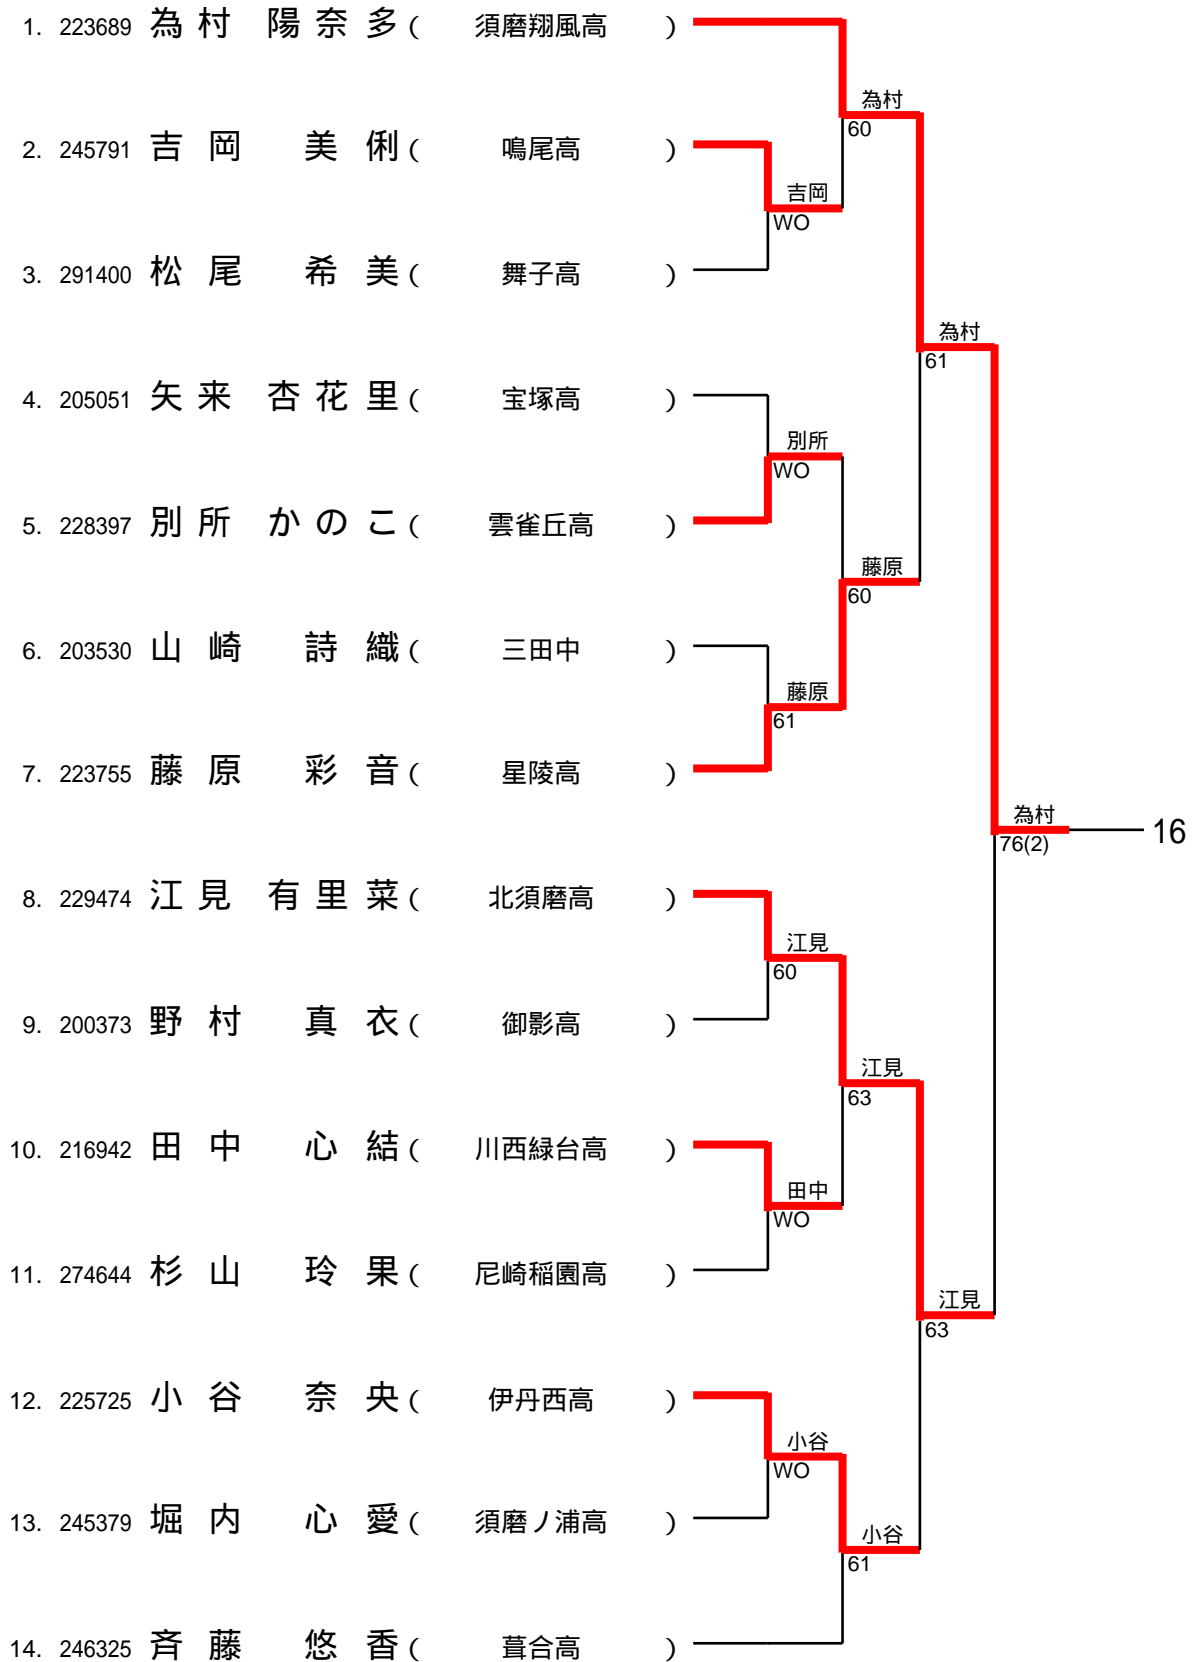 1. 223689 為村 陽奈多 ( 須磨翔風高 )
為村
60
2. 245791 吉岡 美俐 ( 鳴尾高 )
吉岡
WO
3. 291400 松尾 希美 ( 舞子高 )
為村
61
4. 205051 矢来 杏花里 ( 宝塚高 )
別所
WO
5. 228397 別所 かのこ ( 雲雀丘高 )
藤原
60
6. 203530 山崎 詩織 ( 三田中 )
藤原
61
7. 223755 藤原 彩音 ( 星陵高 )
為村
76(2)
16
8. 229474 江見 有里菜 ( 北須磨高 )
江見
60
9. 200373 野村 真衣 ( 御影高 )
江見
63
10. 216942 田中 心結 ( 川西緑台高 )
田中
WO
11. 274644 杉山 玲果 ( 尼崎稲園高 )
江見
63
12. 225725 小谷 奈央 ( 伊丹西高 )
小谷
WO
13. 245379 堀内 心愛 ( 須磨ノ浦高 )
小谷
61
14. 246325 斉藤 悠香 ( 葺合高 )